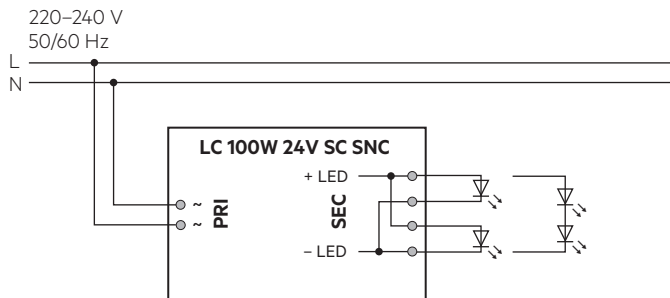 220–240 V
50/60 Hz
L
N
LC 100W 24V SC SNC
+ LED
~
PRI
SEC
~
– LED